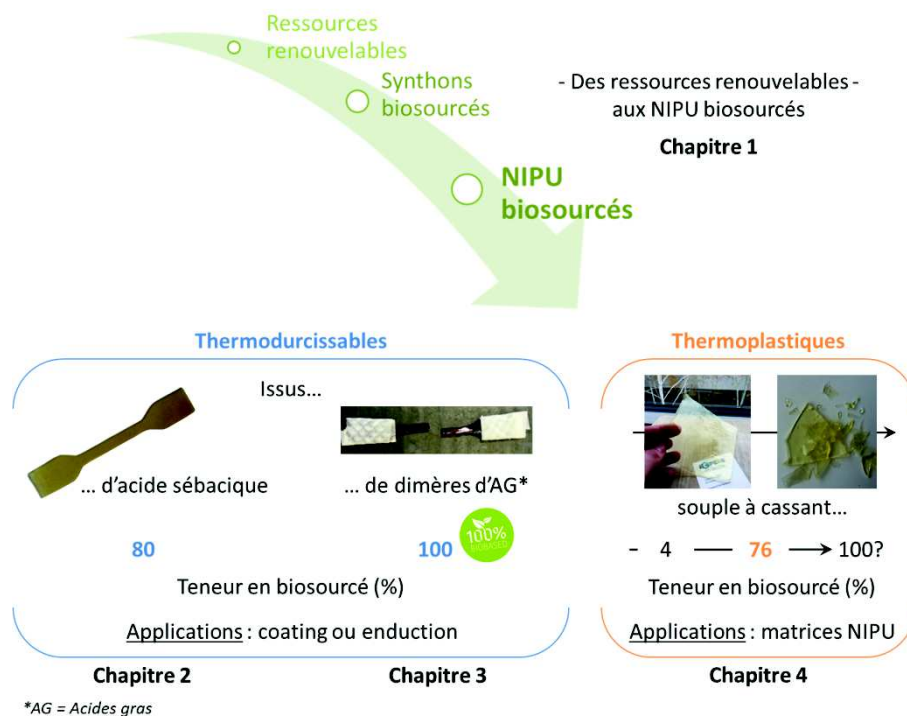 Ressources
renouvelables
Synthons
biosourcés
- Des ressources renouvelables -
aux NIPU biosourcés
Chapitre 1
NIPU
biosourcés
Thermodurcissables
Issus...
... d'acide sébacique
... de dimères d'AG*
80
100
100%
BIOBASED
Teneur en biosourcé (%)
Applications : coating ou enduction
Chapitre 2
Chapitre 3
Thermoplastiques
souple à cassant...
- 4
76
100?
Teneur en biosourcé (%)
Applications : matrices NIPU
Chapitre 4
*AG = Acides gras